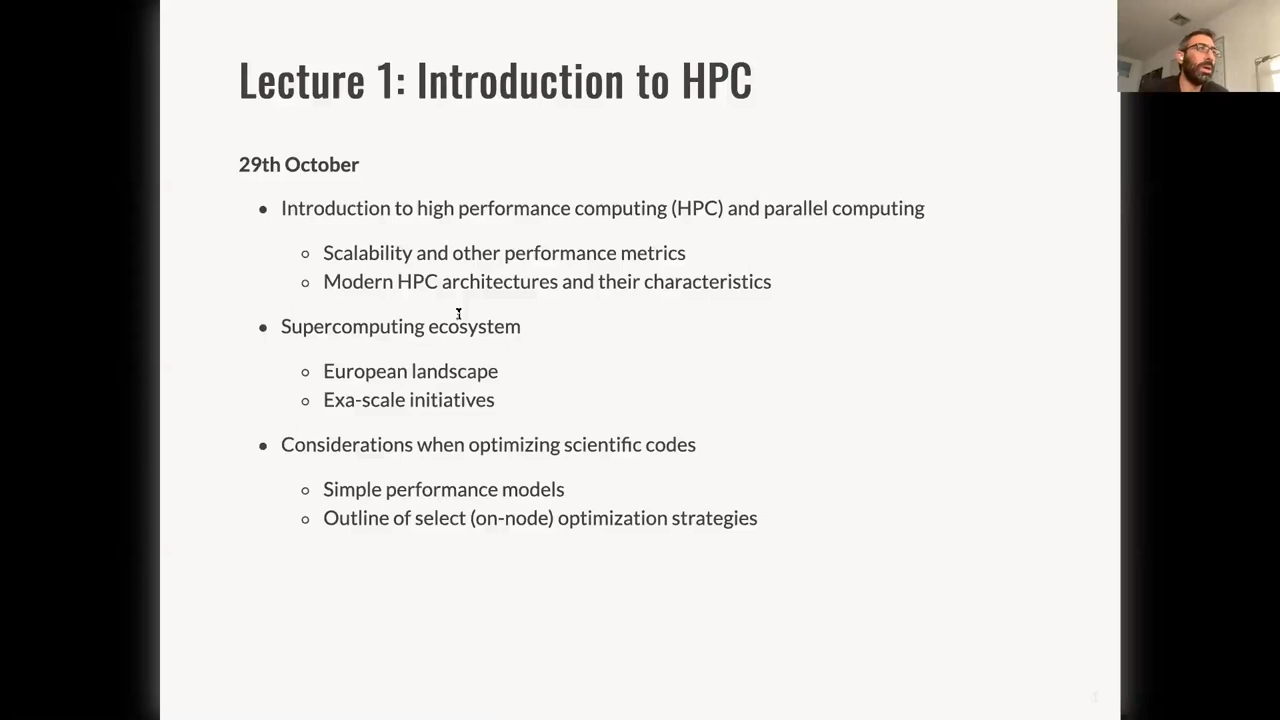 Lecture 1: Introduction to HPC
29th October
Introduction to high performance computing (HPC) and parallel computing
Scalability and other performance metrics
Modern HPC architectures and their characteristics
Supercomputing ecosystem
European landscape
Exa-scale initiatives
Considerations when optimizing scientific codes
Simple performance models
Outline of select (on-node) optimization strategies
3